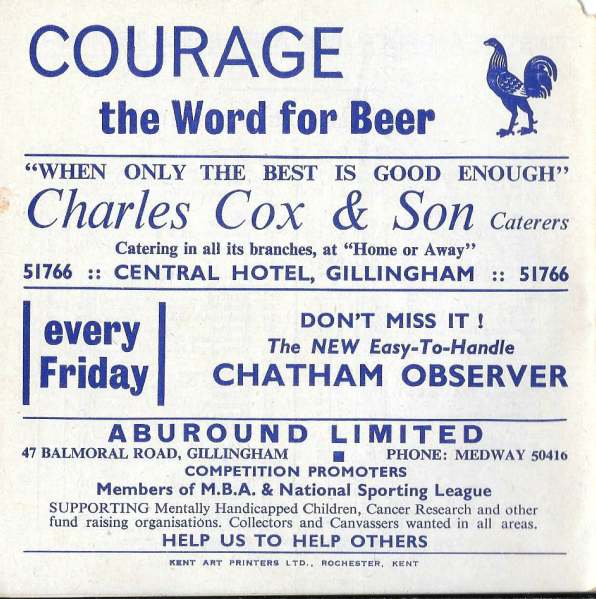 COURAGE
the Word for Beer
"WHEN ONLY THE BEST IS GOOD ENOUGH"
Charles Cox & Son Caterers
Catering in all its branches, at "Home or Away"
51766 :: CENTRAL HOTEL, GILLINGHAM :: 51766
every
Friday
DON'T MISS IT !
The NEW Easy-To-Handle
CHATHAM OBSERVER
ABUROUND LIMITED
47 BALMORAL ROAD, GILLINGHAM ■ PHONE: MEDWAY 50416
COMPETITION PROMOTERS
Members of M.B.A. & National Sporting League
SUPPORTING Mentally Handicapped Children, Cancer Research and other
fund raising organisations. Collectors and Canvassers wanted in all areas.
HELP US TO HELP OTHERS
KENT ART PRINTERS LTD., ROCHESTER, KENT